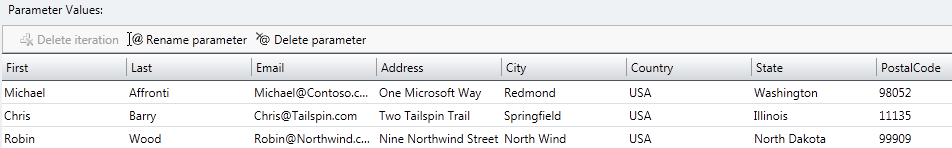 Parameter Values:
Delete iteration Rename parameter Delete parameter
First Last Email Address City Country State PostalCode
Michael Affronti Michael@Contoso.c... One Microsoft Way Redmond USA Washington 98052
Chris Barry Chris@Tailspin.com Two Tailspin Trail Springfield USA Illinois 11135
Robin Wood Robin@Northwind.c... Nine Northwind Street North Wind USA North Dakota 99909